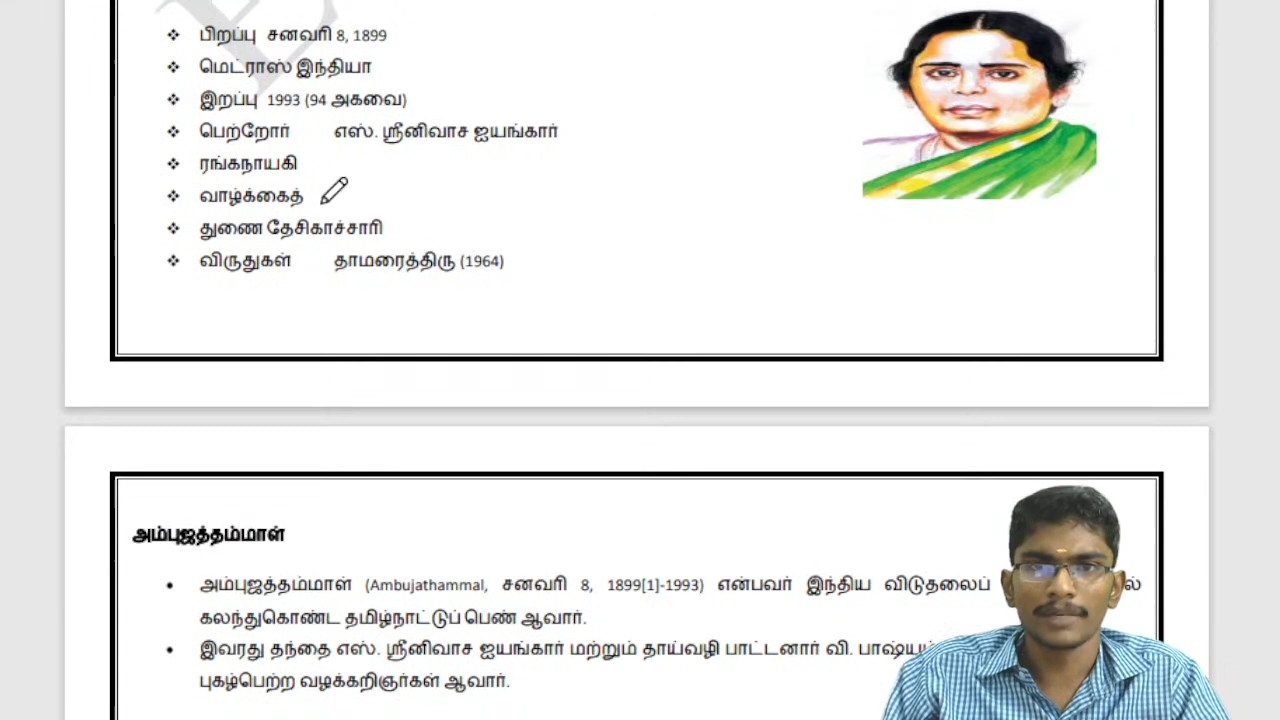 ❖ பிறப்பு சனவரி 8, 1899
❖ மெட்ராஸ் இந்தியா
❖ இறப்பு 1993 (94 அகவை)
❖ பெற்றோர் எஸ். ஸ்ரீனிவாச ஐயங்கார்
❖ ரங்கநாயகி
❖ வாழ்க்கைத்
❖ துணை தேசிகாச்சாரி
❖ விருதுகள் தாமரைத்திரு (1964)
அம்புஜத்தம்மாள்
• அம்புஜத்தம்மாள் (Ambujathammal, சனவரி 8, 1899[1]-1993) என்பவர் இந்திய விடுதலைப்
கலந்துகொண்ட தமிழ்நாட்டுப் பெண் ஆவார்.
• இவரது தந்தை எஸ். ஸ்ரீனிவாச ஐயங்கார் மற்றும் தாய்வழி பாட்டனார் வி.
புகழ்பெற்ற வழக்கறிஞர்கள் ஆவார்.